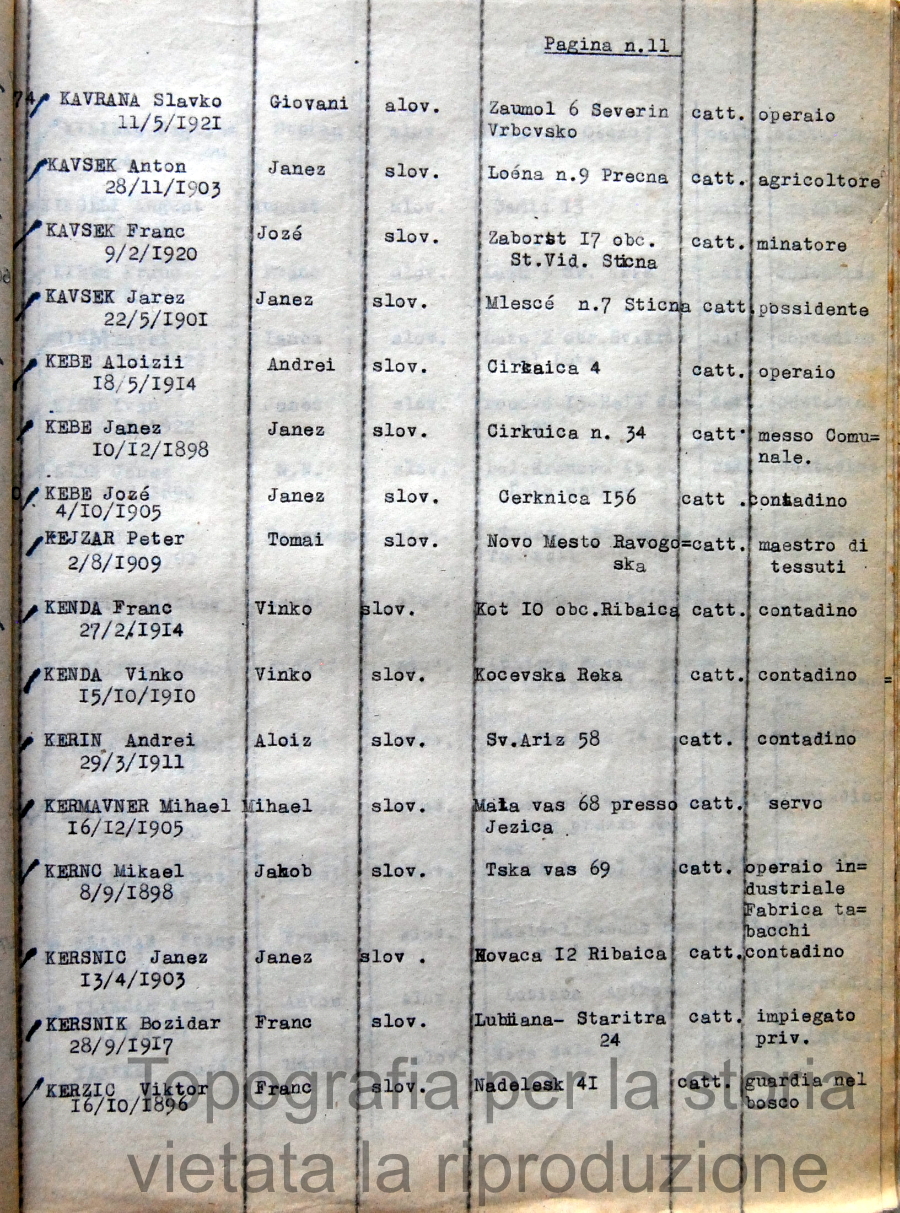 Pagina n.11
74 KAVRANA Slavko Giovani alov. Zaumol 6 Severin catt. operaio
11/5/1921 Vrbcvsko
KAVSEK Anton Janez slov. Loéna n.9 Precna catt. agricoltore
28/11/1903
KAVSEK Franc Jozé slov. Zaborst 17 obc. catt. minatore
9/2/1920 St.Vid. Sticna
KAVSEK Jarez Janez slov. Mlescé n.7 Sticna catt. possidente
22/5/1901
KEBE Aloizii Andrei slov. Cirkaica 4 catt. operaio
18/5/1914
KEBE Janez Janez slov. Cirkuica n. 34 catt. messo Comu=
10/12/1898 nale.
KEBE Jozé Janez slov. Cerknica 156 catt . contadino
4/10/1905
KEJZAR Peter Tomai slov. Novo Mesto Ravogo= catt. maestro di
2/8/1909 ska tessuti
KENDA Franc Vinko slov. Kot 10 obc.Ribaica catt. contadino
27/2/1914
KENDA Vinko Vinko slov. Kocevska Reka catt. contadino =
15/10/1910
KERIN Andrei Aloiz slov. Sv.Ariz 58 catt. contadino
29/3/1911
KERMAVNER Mihael Mihael slov. Mala vas 68 presso catt. servo
16/12/1905 Jezica
KERNC Mikael Jakob slov. Tska vas 69 catt. operaio in=
8/9/1898 dustriale
Fabrica ta=
bacchi
KERSNIC Janez Janez slov . Hovaca 12 Ribaica catt. contadino
13/4/1903
KERSNIK Bozidar Franc slov. Lubiiana- Staritra catt. impiegato
28/9/1917 24 priv.
KERZIC Viktor Franc slov. Nadelesk 41 catt. guardia nel
16/10/1896 bosco
Topografia per la storia
vietata la riproduzione